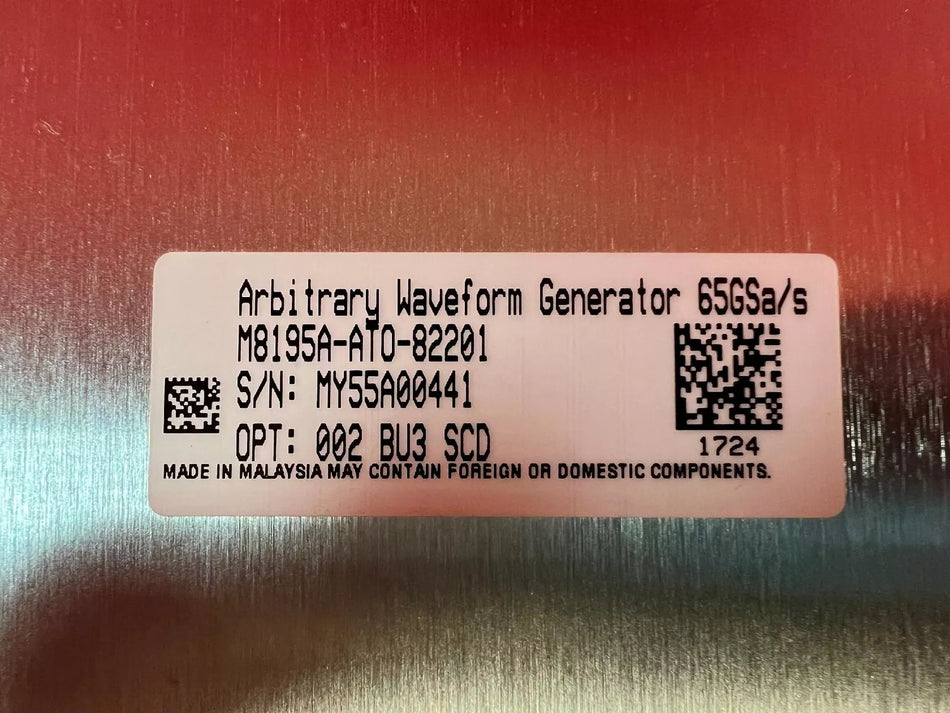 Arbitrary Waveform Generator 65GSa/s
M8195A-ATO-82201
S/N: MY55A00441
OPT: 002 BU3 SCD
1724
MADE IN MALAYSIA MAY CONTAIN FOREIGN OR DOMESTIC COMPONENTS.